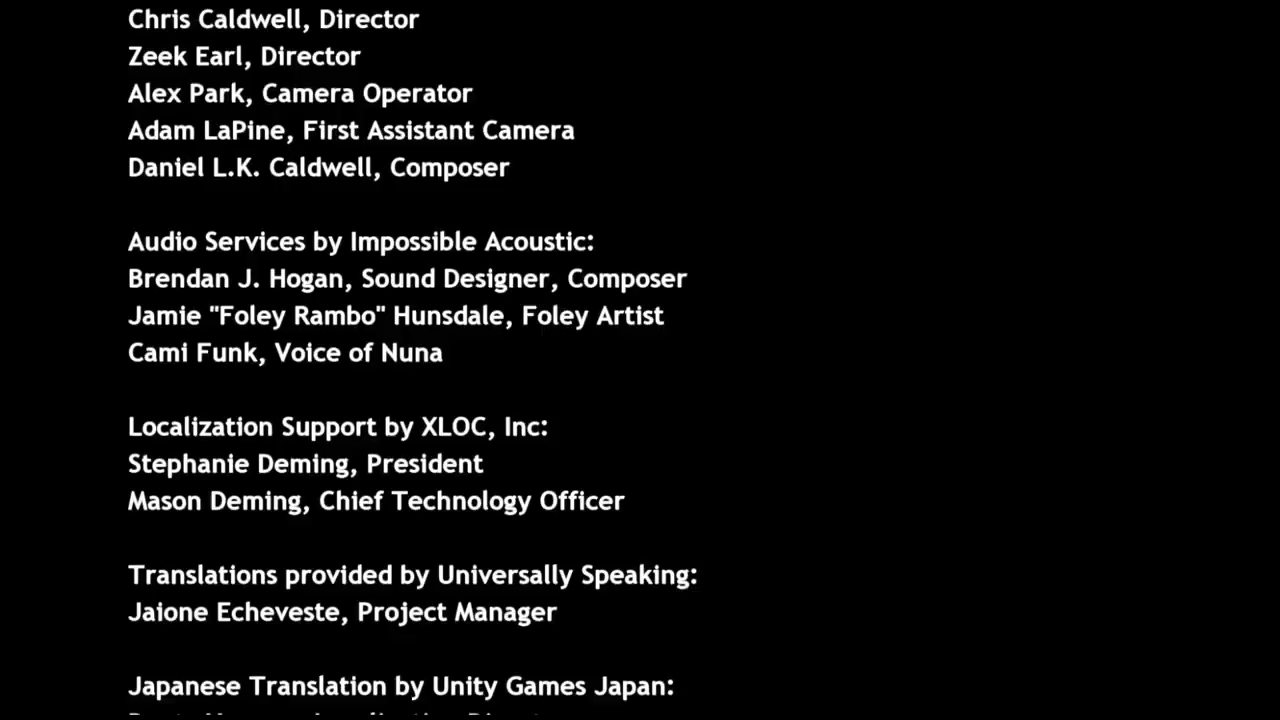 Chris Caldwell, Director
Zeek Earl, Director
Alex Park, Camera Operator
Adam LaPine, First Assistant Camera
Daniel L.K. Caldwell, Composer
Audio Services by Impossible Acoustic:
Brendan J. Hogan, Sound Designer, Composer
Jamie "Foley Rambo" Hunsdale, Foley Artist
Cami Funk, Voice of Nuna
Localization Support by XLOC, Inc:
Stephanie Deming, President
Mason Deming, Chief Technology Officer
Translations provided by Universally Speaking:
Jaione Echeveste, Project Manager
Japanese Translation by Unity Games Japan: